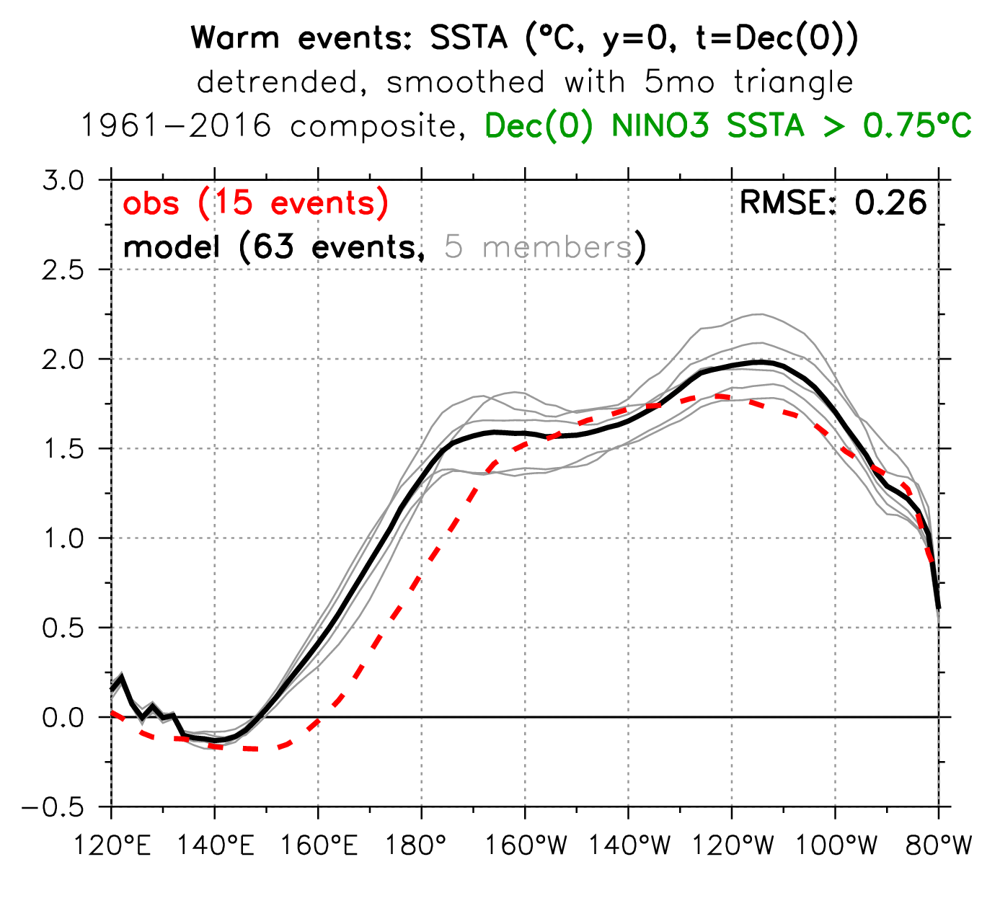 Warm events: SSTA (°C, y=0, t=Dec(0))
detrended, smoothed with 5mo triangle
1961−2016 composite, Dec(0) NINO3 SSTA > 0.75°C
3.0
obs (15 events)
RMSE: 0.26
model (63 events, 5 members)
2.5
2.0
1.5
1.0
0.5
0.0
−0.5
120°E 140°E 160°E 180° 160°W 140°W 120°W 100°W 80°W